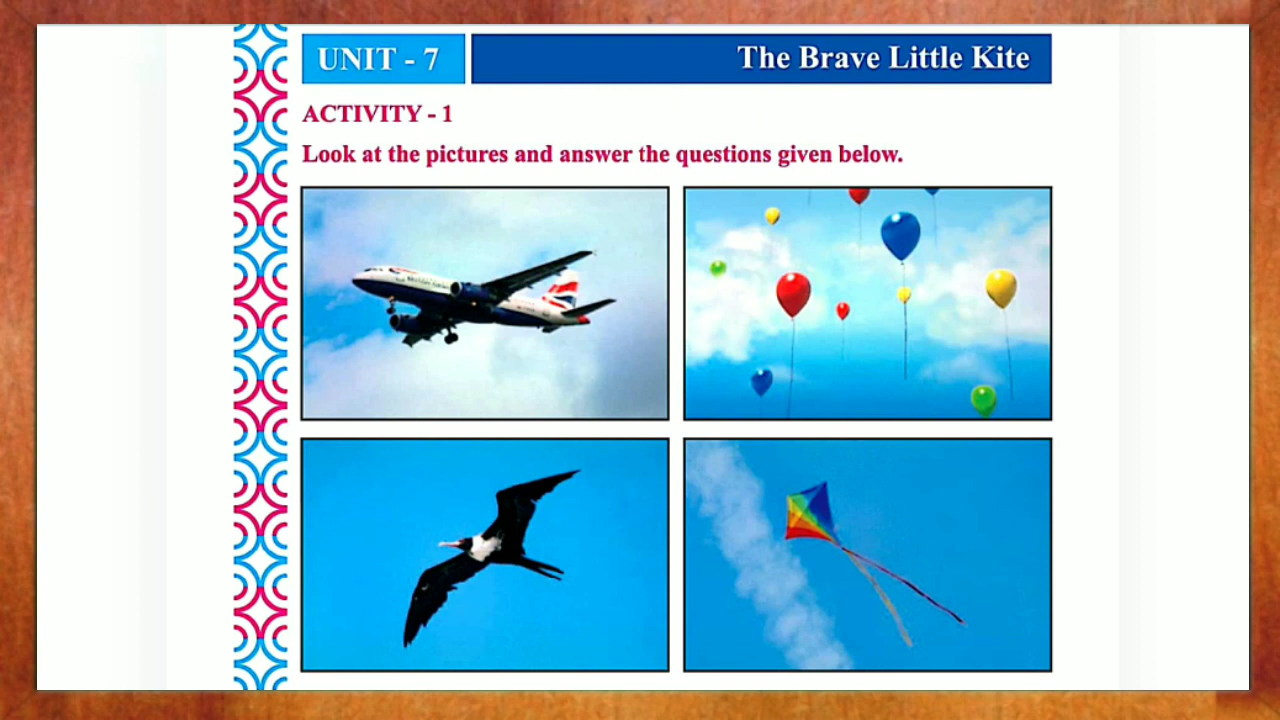 UNIT - 7
The Brave Little Kite
ACTIVITY - 1
Look at the pictures and answer the questions given below.